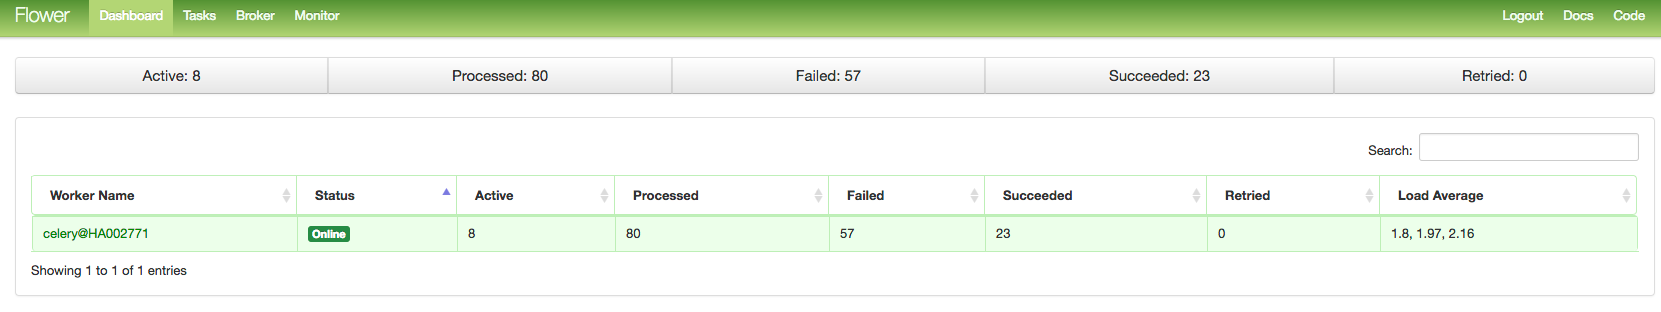 Flower Dashboard Tasks Broker Monitor Logout Docs Code
Active: 8 Processed: 80 Failed: 57 Succeeded: 23 Retried: 0
Search:
Worker Name Status Active Processed Failed Succeeded Retried Load Average
celery@HA002771 Online 8 80 57 23 0 1.8, 1.97, 2.16
Showing 1 to 1 of 1 entries